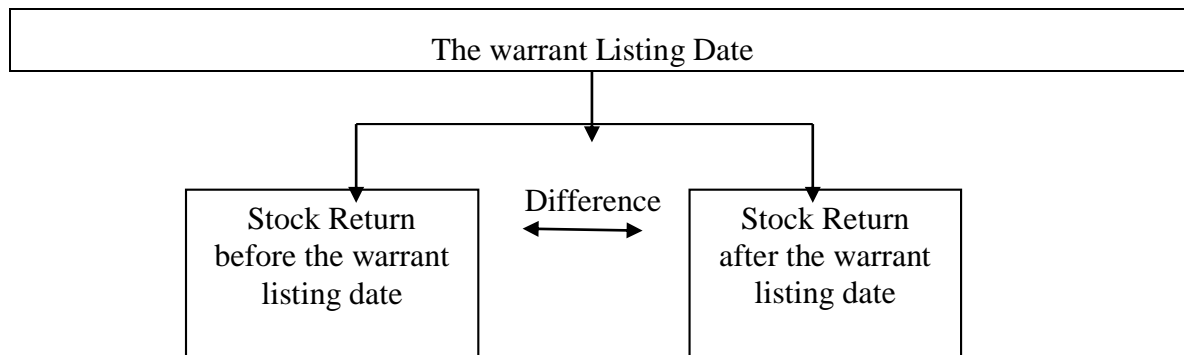 The warrant Listing Date
Difference
Stock Return
before the warrant
listing date
Stock Return
after the warrant
listing date